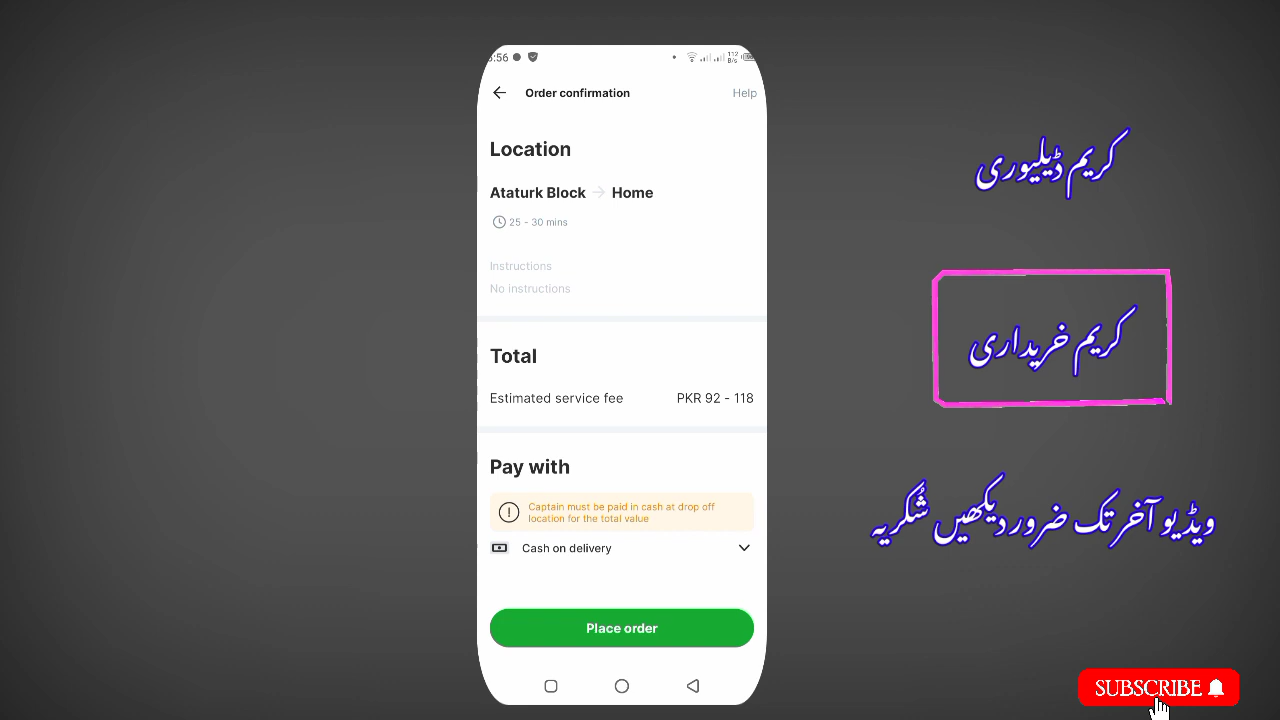 :56
112 B/s
Order confirmation
Help
Location
Ataturk Block → Home
25 - 30 mins
Instructions
No instructions
Total
Estimated service fee PKR 92 - 118
Pay with
Captain must be paid in cash at drop off
location for the total value
Cash on delivery
Place order
کریم ڈیلیوری
کریم خریداری
ویڈیو آخر تک ضرور دیکھیں شُکریہ
SUBSCRIBE